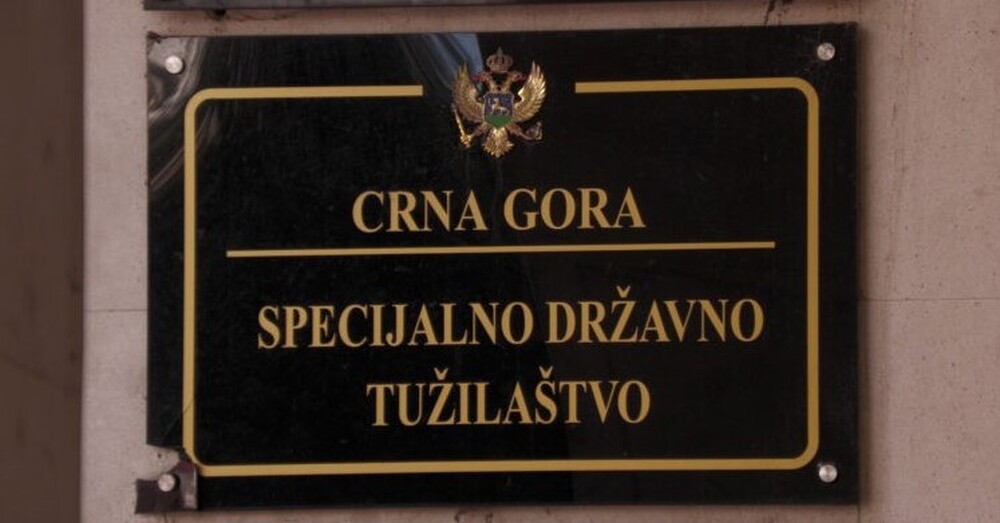 CRNA GORA
SPECIJALNO DRŽAVNO
TUŽILAŠTVO